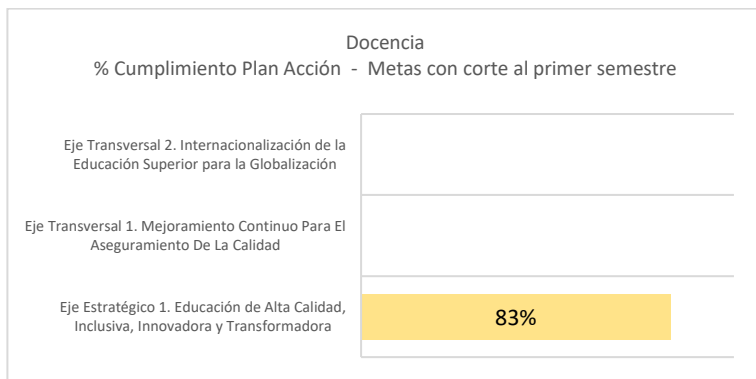 Docencia
% Cumplimiento Plan Acción - Metas con corte al primer semestre
Eje Transversal 2. Internacionalización de la
Educación Superior para la Globalización
Eje Transversal 1. Mejoramiento Continuo Para El
Aseguramiento De La Calidad
Eje Estratégico 1. Educación de Alta Calidad,
Inclusiva, Innovadora y Transformadora
83%